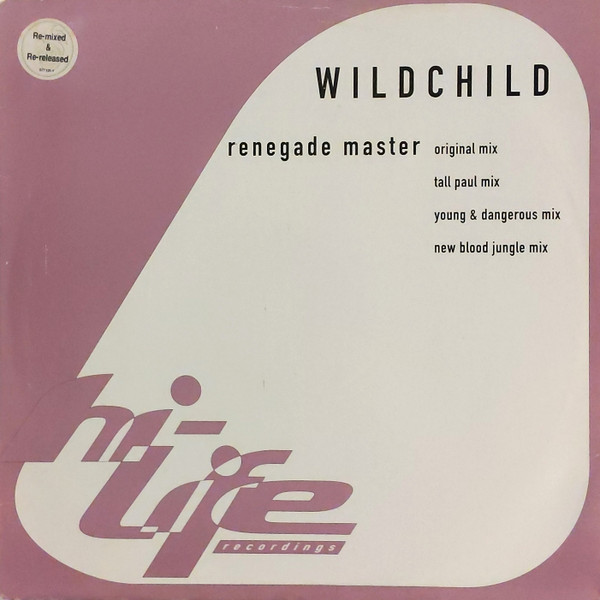 Re-mixed
&
Re-released
WILDCHILD
renegade master
original mix
tall paul mix
young & dangerous mix
new blood jungle mix
hi-
Life
recordings